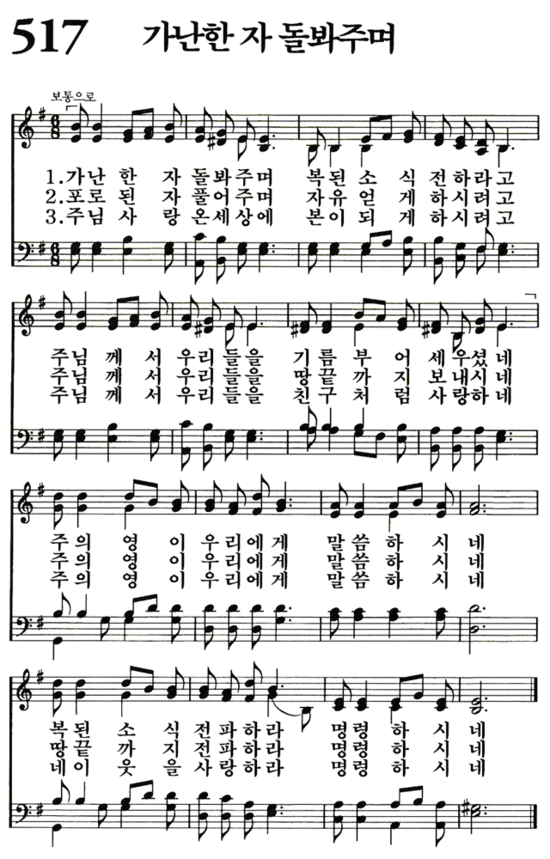 517 가난한 자 돌봐주며
보통으로
1.가난 한 자 돌봐주며 복된 소 식 전하라고
2.포로 된 자 풀어주며 자유 얻 게 하시려고
3.주님 사 랑 온세상에 본이 되 게 하시려고
주님 께 서 우리 들을 기름 부 어 세우셨네
주님 께 서 우리 들을 땅끝 까 지 보내시네
주님 께 서 우리 들을 친구 처 럼 사랑하네
주의 영 이 우리에게 말씀 하 시 네
주의 영 이 우리에게 말씀 하 시 네
주의 영 이 우리에게 말씀 하 시 네
복된 소 식 전파하라 명령 하 시 네
땅끝 까 지 전파하라 명령 하 시 네
네이 웃 을 사랑하라 명령 하 시 네